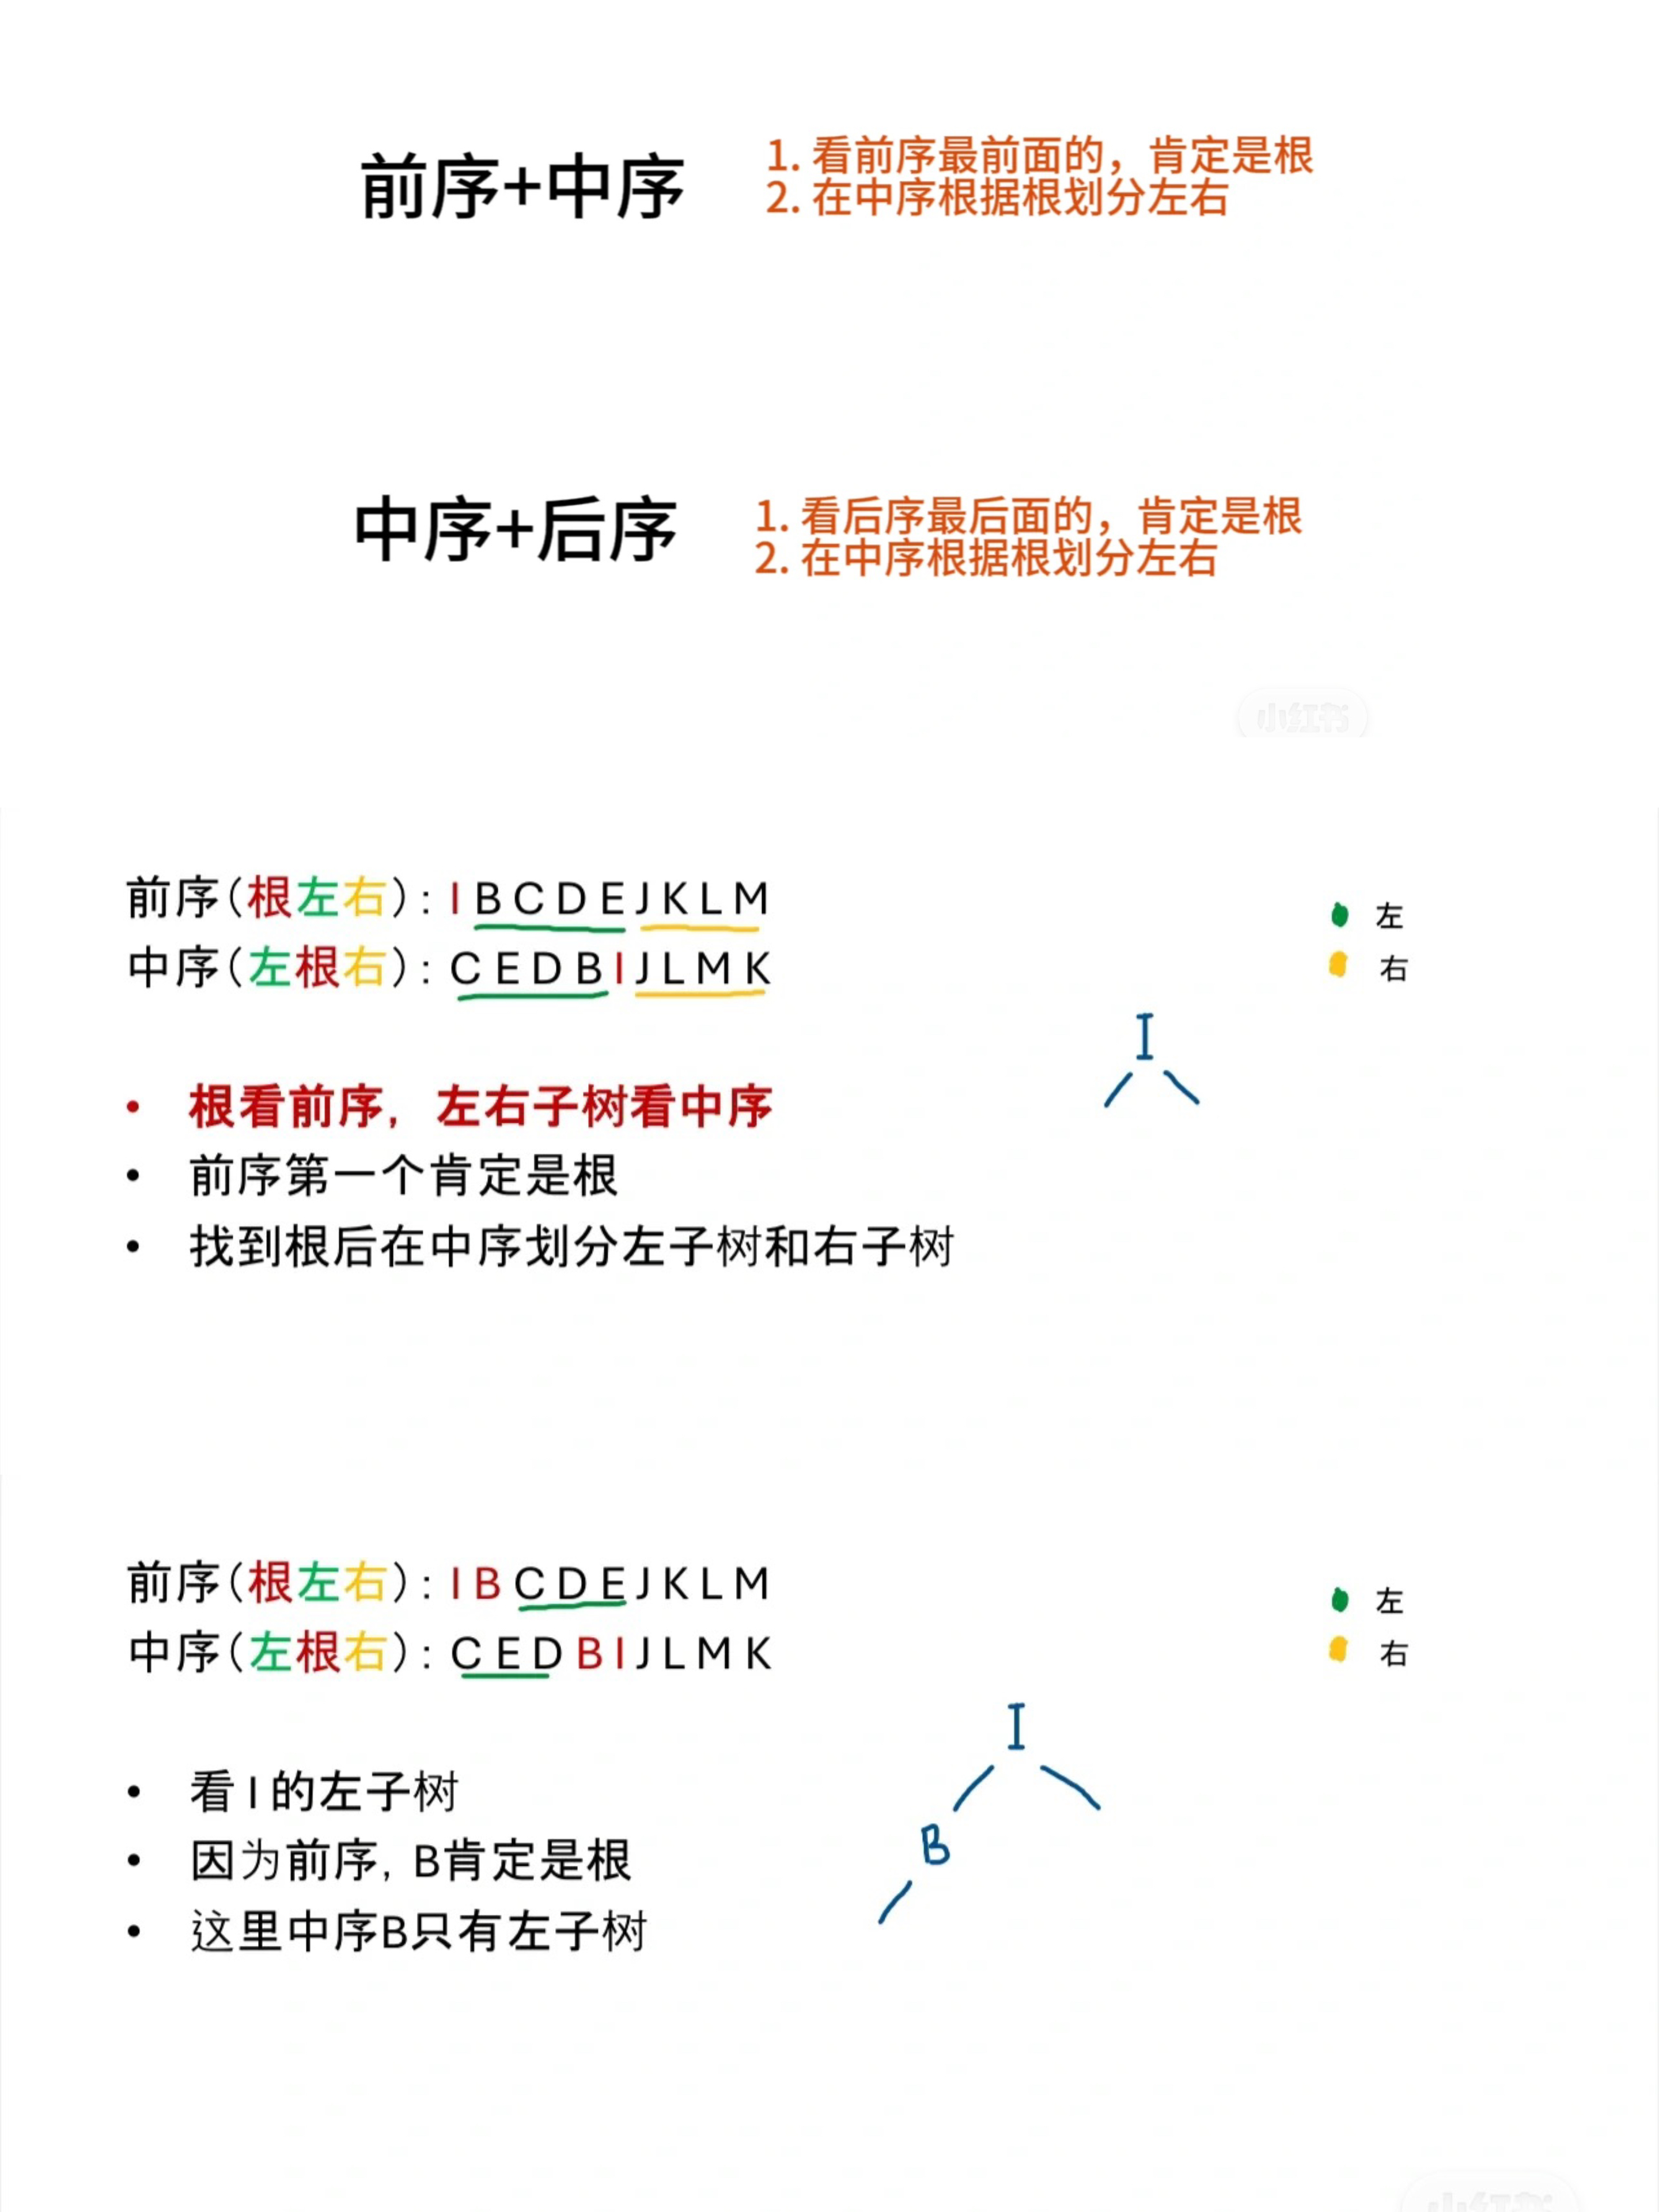 前序+中序
1. 看前序最前面的，肯定是根
2. 在中序根据根划分左右
中序+后序
1. 看后序最后面的，肯定是根
2. 在中序根据根划分左右
小红书
前序（根左右）：I B C D E J K L M
中序（左根右）：C E D B I J L M K
左
右
I
• 根看前序，左右子树看中序
• 前序第一个肯定是根
• 找到根后在中序划分左子树和右子树
前序（根左右）：I B C D E J K L M
中序（左根右）：C E D B I J L M K
左
右
I
B
• 看 I 的左子树
• 因为前序，B肯定是根
• 这里中序B只有左子树
小红书